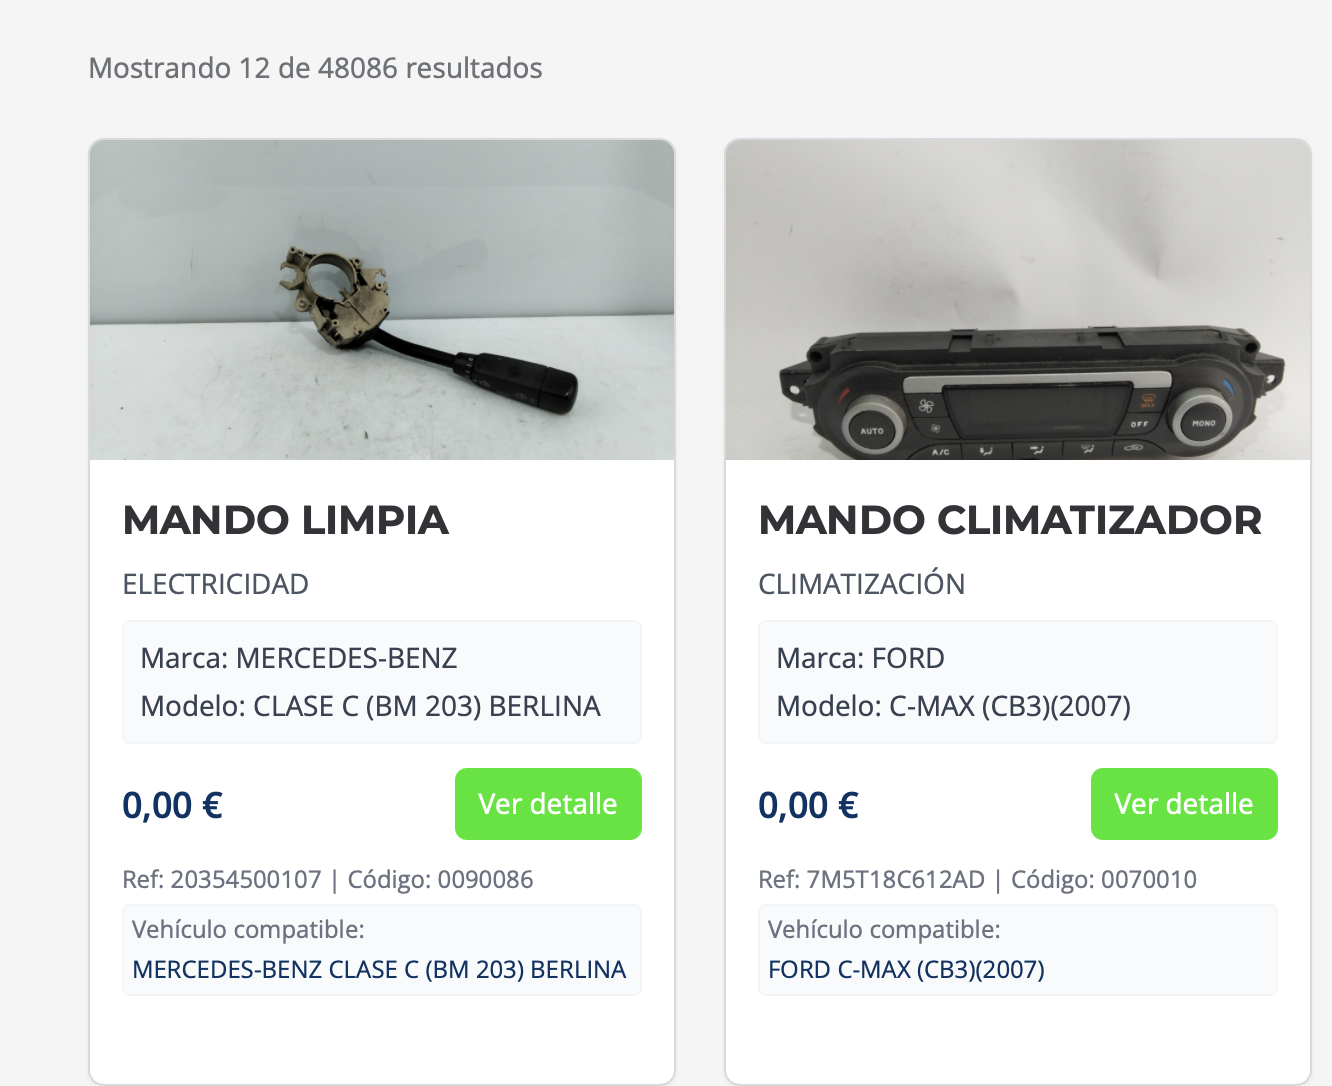 Mostrando 12 de 48086 resultados
MANDO LIMPIA
ELECTRICIDAD
Marca: MERCEDES-BENZ
Modelo: CLASE C (BM 203) BERLINA
0,00 €
Ver detalle
Ref: 20354500107 | Código: 0090086
Vehículo compatible:
MERCEDES-BENZ CLASE C (BM 203) BERLINA
AUTO
MAX
OFF
MONO
A/C
MANDO CLIMATIZADOR
CLIMATIZACIÓN
Marca: FORD
Modelo: C-MAX (CB3)(2007)
0,00 €
Ver detalle
Ref: 7M5T18C612AD | Código: 0070010
Vehículo compatible:
FORD C-MAX (CB3)(2007)